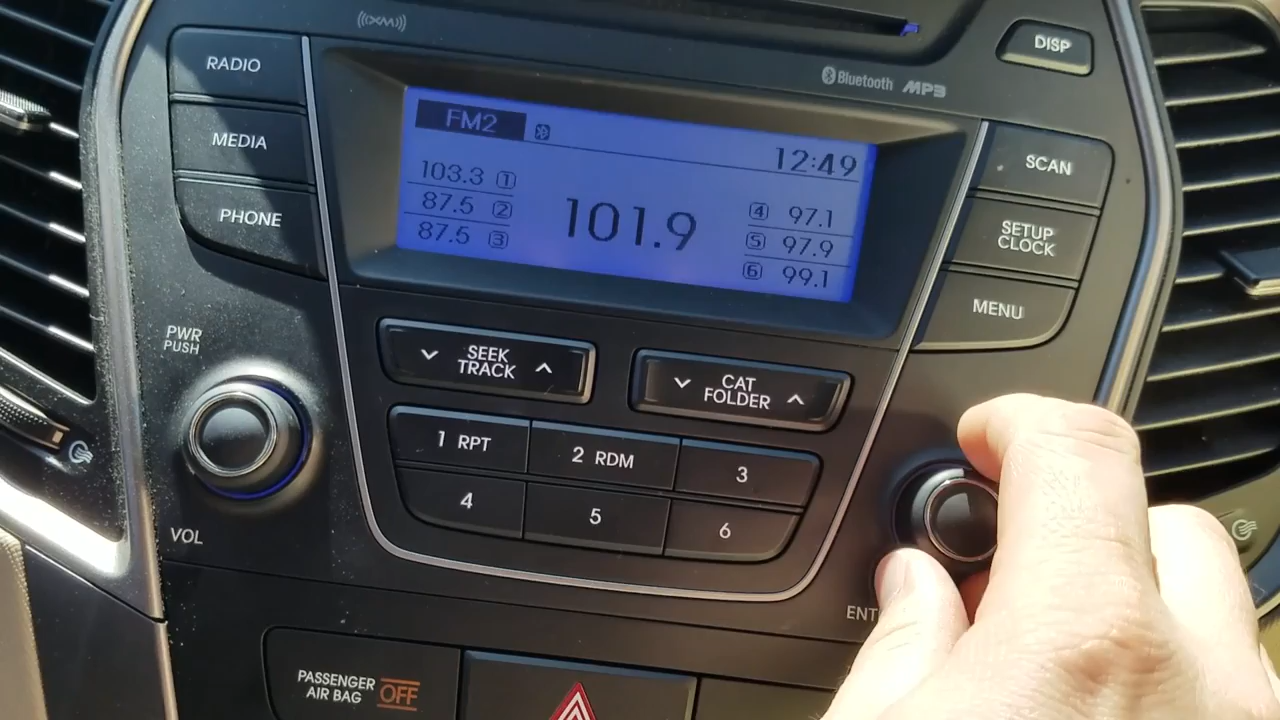 ((XM))
DISP
Bluetooth MP3
RADIO
MEDIA
PHONE
FM2
12:49
103.3 1
87.5 2
87.5 3
101.9
4 97.1
5 97.9
6 99.1
SCAN
SETUP
CLOCK
MENU
PWR
PUSH
VOL
SEEK
TRACK
CAT
FOLDER
1 RPT
2 RDM
3
4
5
6
ENT
PASSENGER
AIR BAG OFF